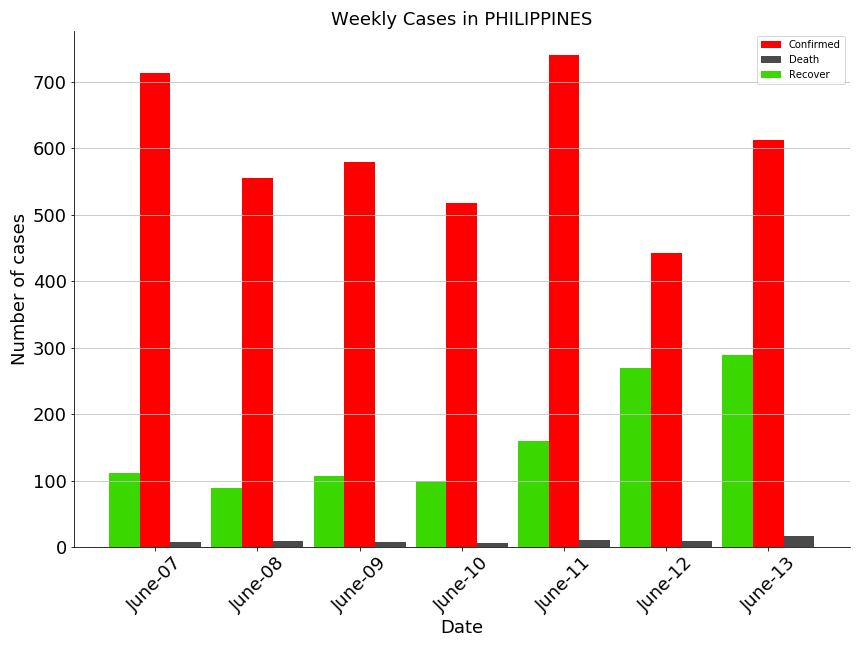 Weekly Cases in PHILIPPINES
Confirmed
Death
Recover
Number of cases
700
600
500
400
300
200
100
0
June-07
June-08
June-09
June-10
June-11
June-12
June-13
Date